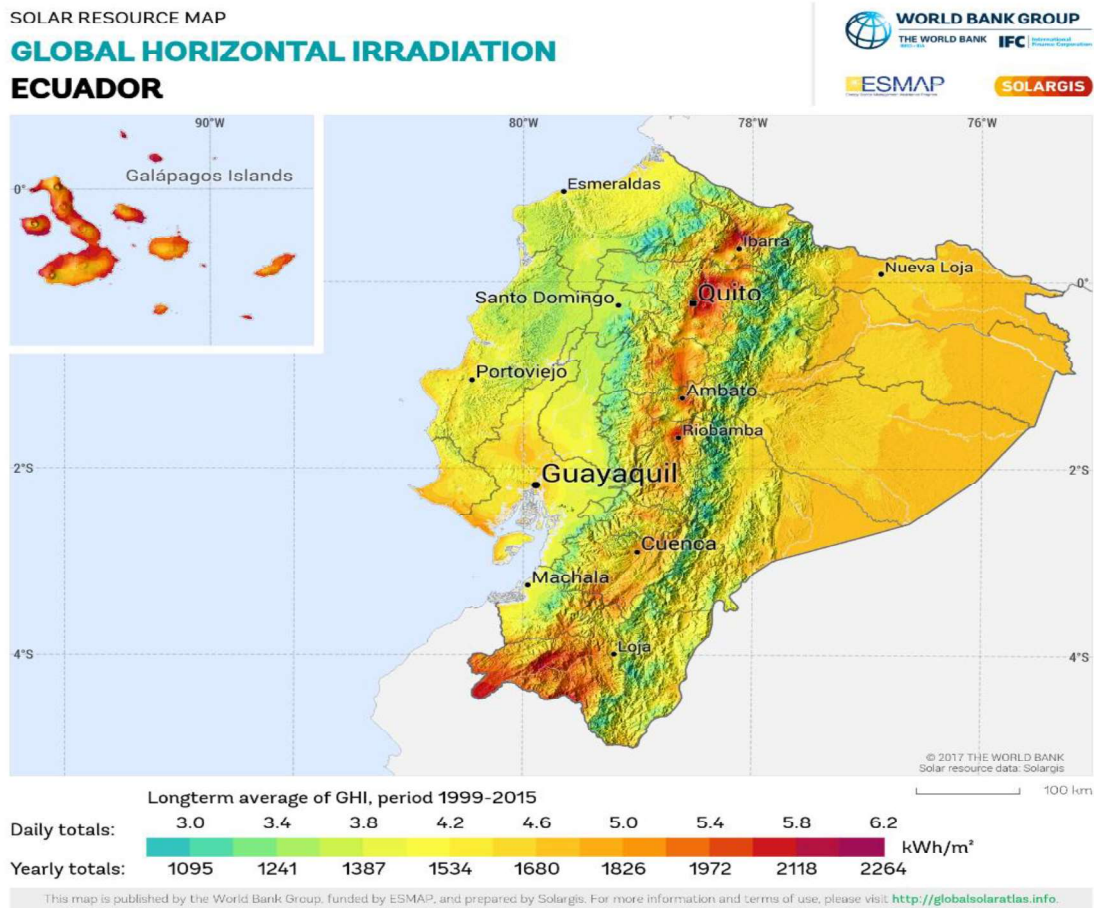 SOLAR RESOURCE MAP
GLOBAL HORIZONTAL IRRADIATION
ECUADOR
WORLD BANK GROUP
THE WORLD BANK IFC International Finance Corporation
ESMAP
SOLARGIS
90°W 80°W 78°W 76°W
Galápagos Islands
0°
Esmeraldas
Ibarra
Nueva Loja
0°
Santo Domingo
Quito
Portoviejo
Ambato
Riobamba
2°S
Guayaquil
2°S
Cuenca
Machala
Loja
4°S
4°S
© 2017 THE WORLD BANK
Solar resource data: Solargis
100 km
Longterm average of GHI, period 1999-2015
Daily totals: 3.0 3.4 3.8 4.2 4.6 5.0 5.4 5.8 6.2
kWh/m²
Yearly totals: 1095 1241 1387 1534 1680 1826 1972 2118 2264
This map is published by the World Bank Group, funded by ESMAP, and prepared by Solargis. For more information and terms of use, please visit http://globalsolaratlas.info.